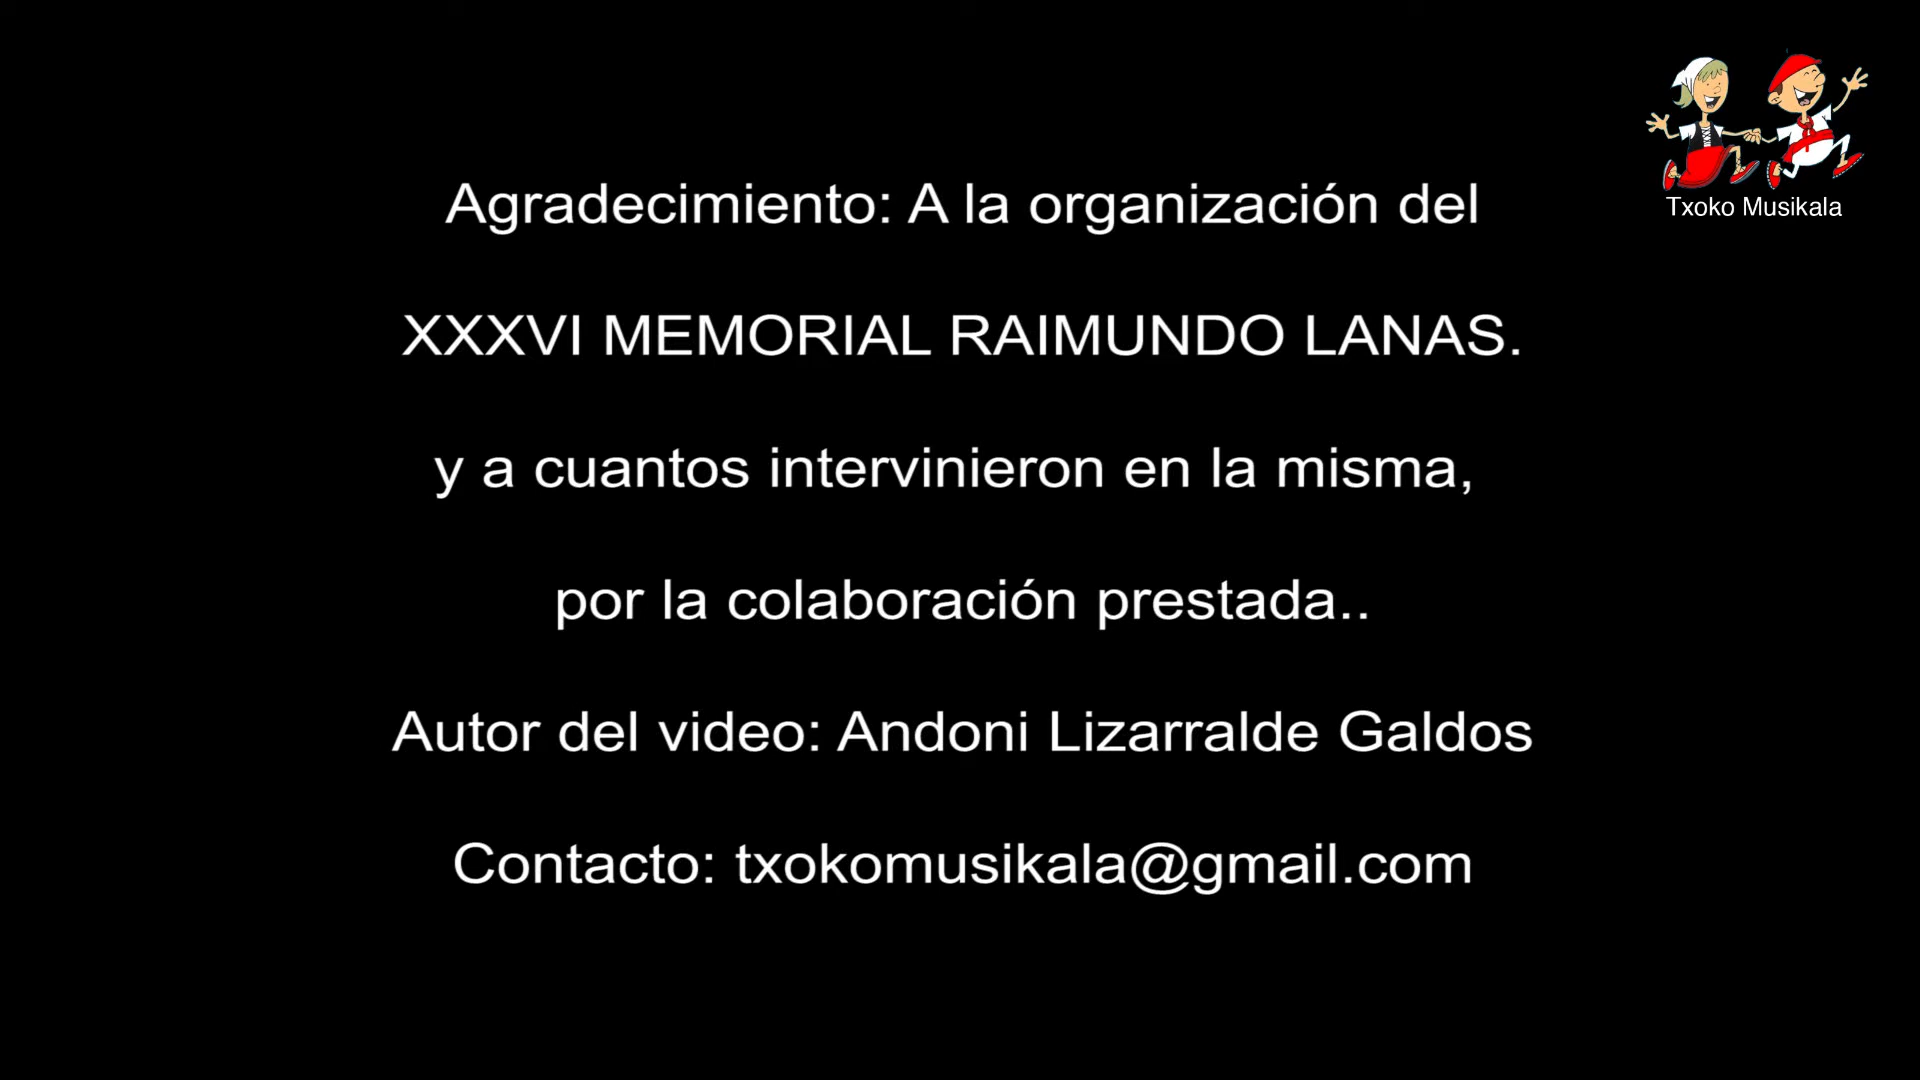 Txoko Musikala
Agradecimiento: A la organización del
XXXVI MEMORIAL RAIMUNDO LANAS.
y a cuantos intervinieron en la misma,
por la colaboración prestada..
Autor del video: Andoni Lizarralde Galdos
Contacto: txokomusikala@gmail.com